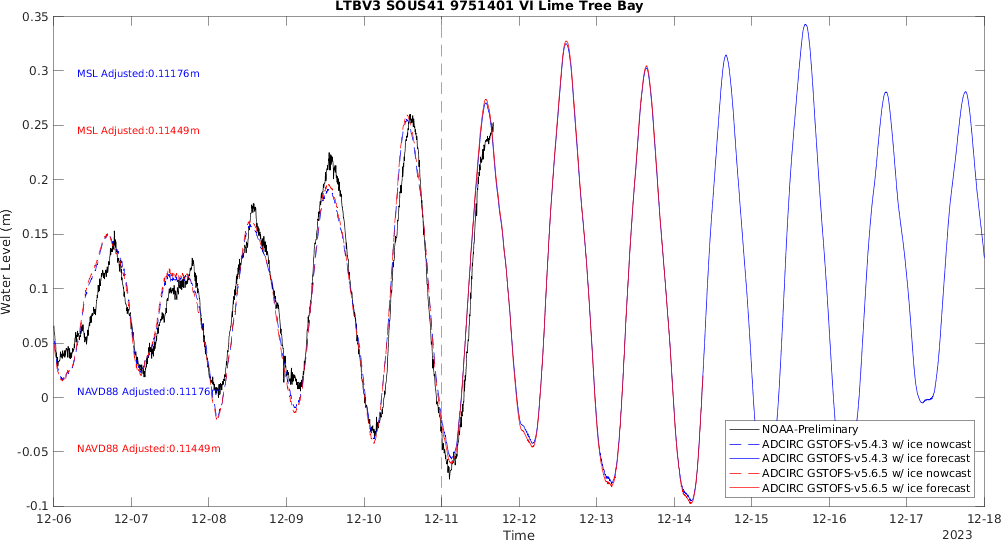 LTBV3 SOUS41 9751401 VI Lime Tree Bay
0.35
0.3
0.25
0.2
0.15
0.1
0.05
0
-0.05
-0.1
Water Level (m)
MSL Adjusted:0.11176m
MSL Adjusted:0.11449m
NAVD88 Adjusted:0.11176
NAVD88 Adjusted:0.11449m
NOAA-Preliminary
ADCIRC GSTOFS-v5.4.3 w/ ice nowcast
ADCIRC GSTOFS-v5.4.3 w/ ice forecast
ADCIRC GSTOFS-v5.6.5 w/ ice nowcast
ADCIRC GSTOFS-v5.6.5 w/ ice forecast
12-06 12-07 12-08 12-09 12-10 12-11 12-12 12-13 12-14 12-15 12-16 12-17 12-18
Time
2023